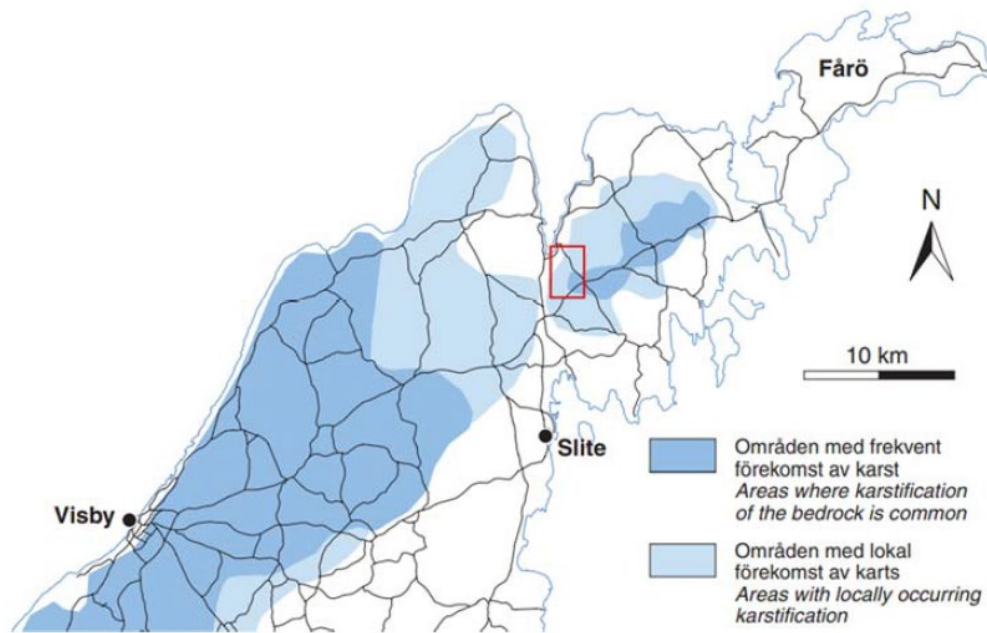 Fårö
N
10 km
Slite
Visby
Områden med frekvent
förekomst av karst
Areas where karstification
of the bedrock is common
Områden med lokal
förekomst av karts
Areas with locally occurring
karstification